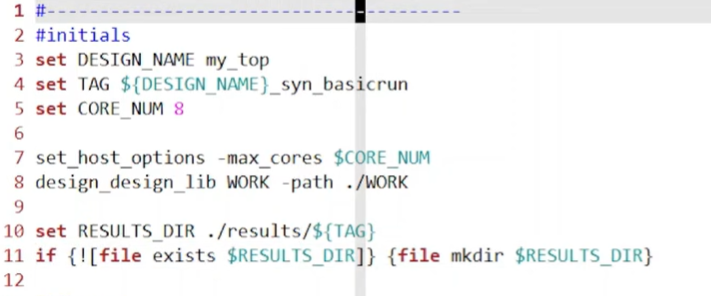 1 #---------------------------------------
2 #initials
3 set DESIGN_NAME my_top
4 set TAG ${DESIGN_NAME}_syn_basicrun
5 set CORE_NUM 8
6
7 set_host_options -max_cores $CORE_NUM
8 design_design_lib WORK -path ./WORK
9
10 set RESULTS_DIR ./results/${TAG}
11 if {![file exists $RESULTS_DIR]} {file mkdir $RESULTS_DIR}
12